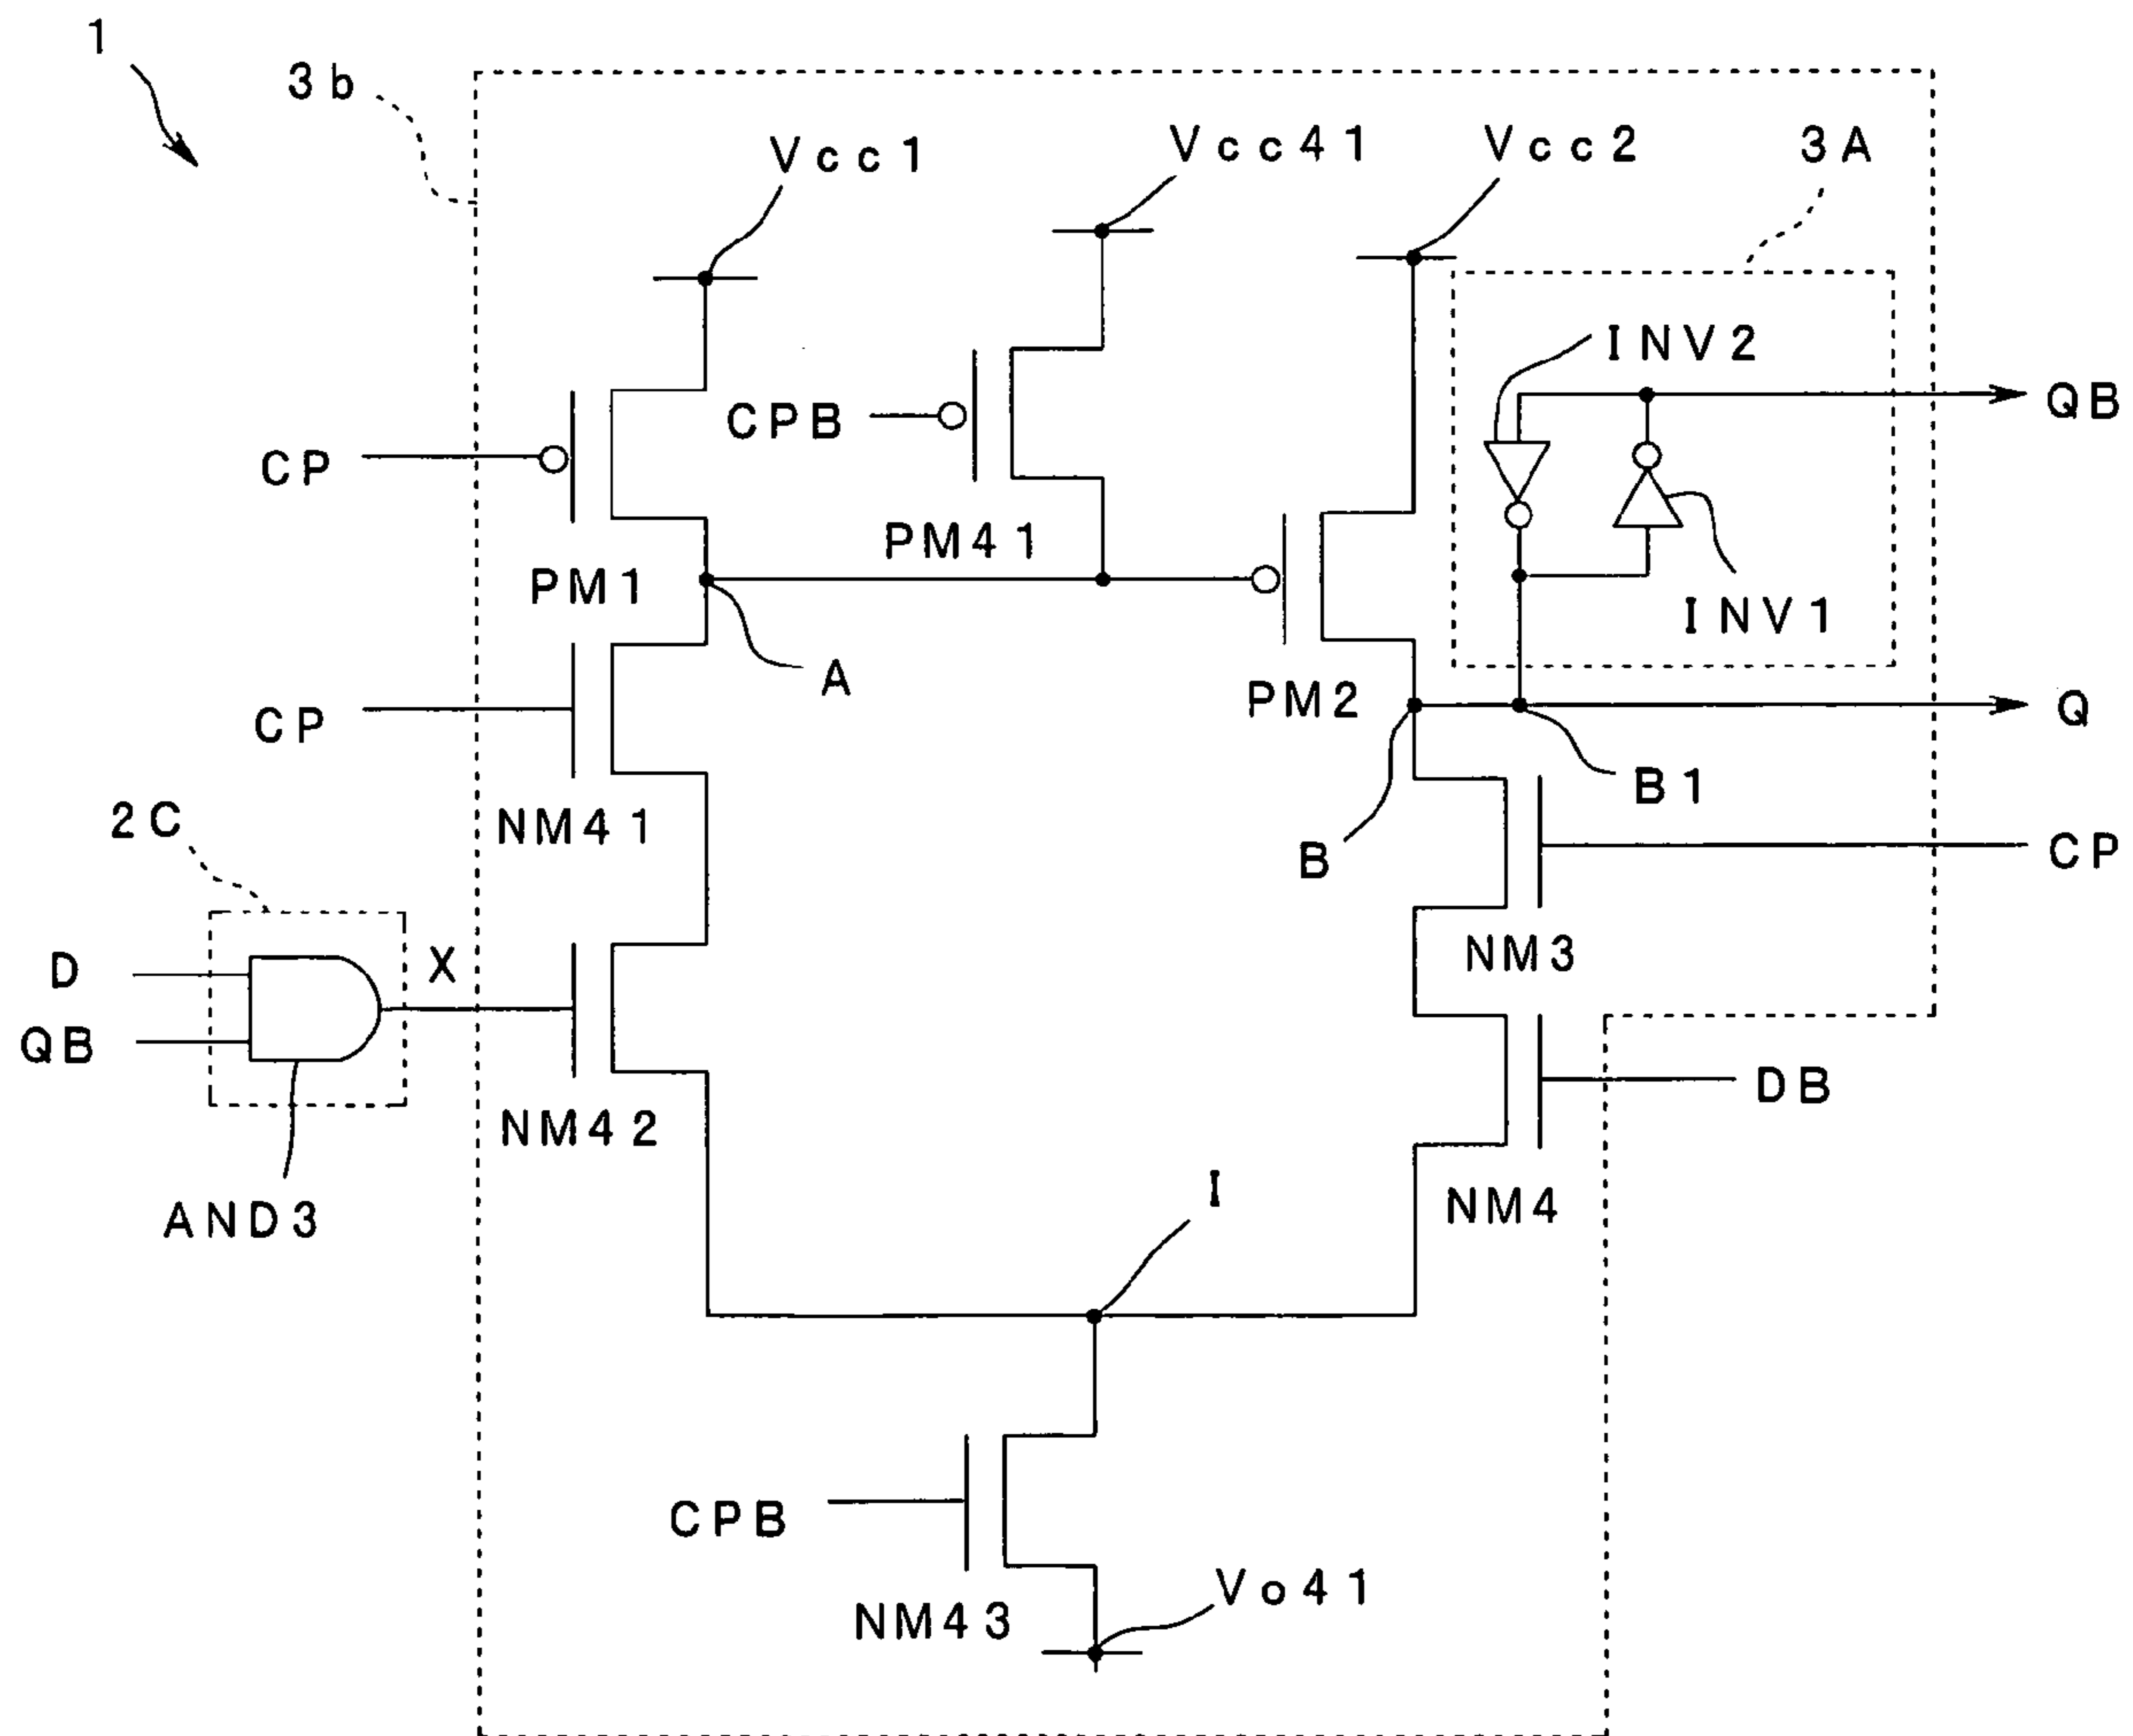 1
3b
Vcc1
Vcc41
Vcc2
3A
INV2
QB
CPB
CP
PM41
PM1
INV1
A
PM2
Q
CP
B1
2C
NM41
B
CP
D
X
NM3
QB
DB
NM42
I
NM4
AND3
CPB
Vo41
NM43